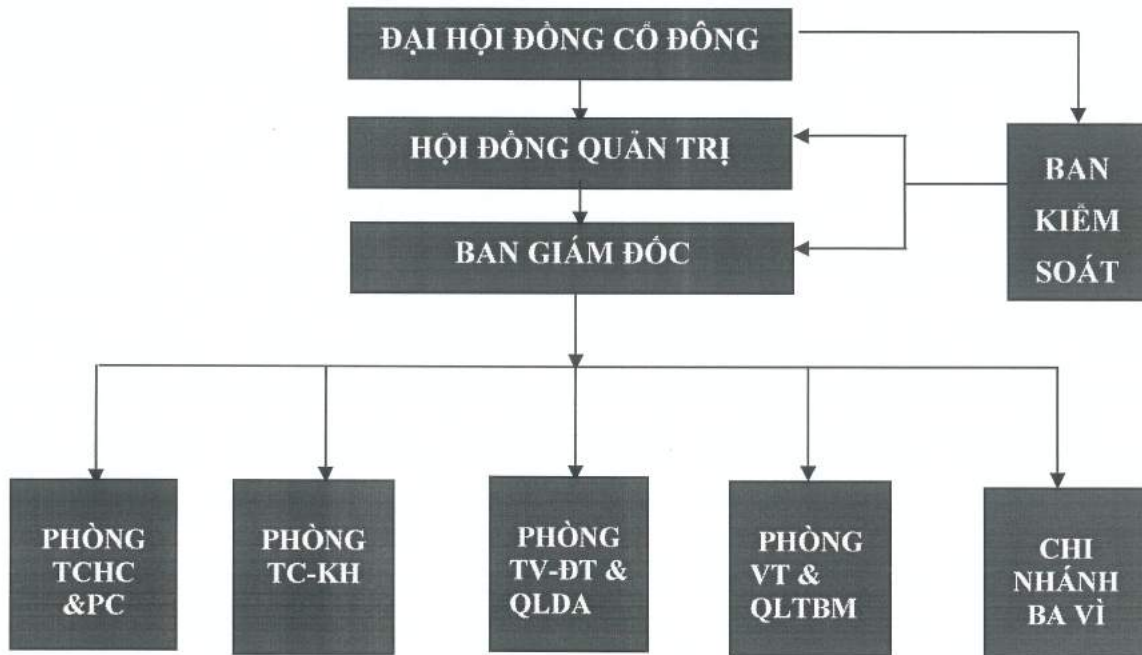 ĐẠI HỘI ĐỒNG CỔ ĐÔNG
HỘI ĐỒNG QUẢN TRỊ
BAN GIÁM ĐỐC
BAN
KIỂM
SOÁT
PHÒNG
TCHC
&PC
PHÒNG
TC-KH
PHÒNG
TV-ĐT &
QLDA
PHÒNG
VT &
QLTBM
CHI
NHÁNH
BA VÌ